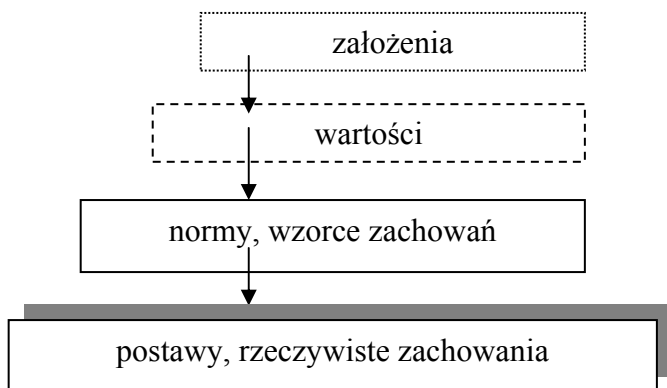 założenia
wartości
normy, wzorce zachowań
postawy, rzeczywiste zachowania